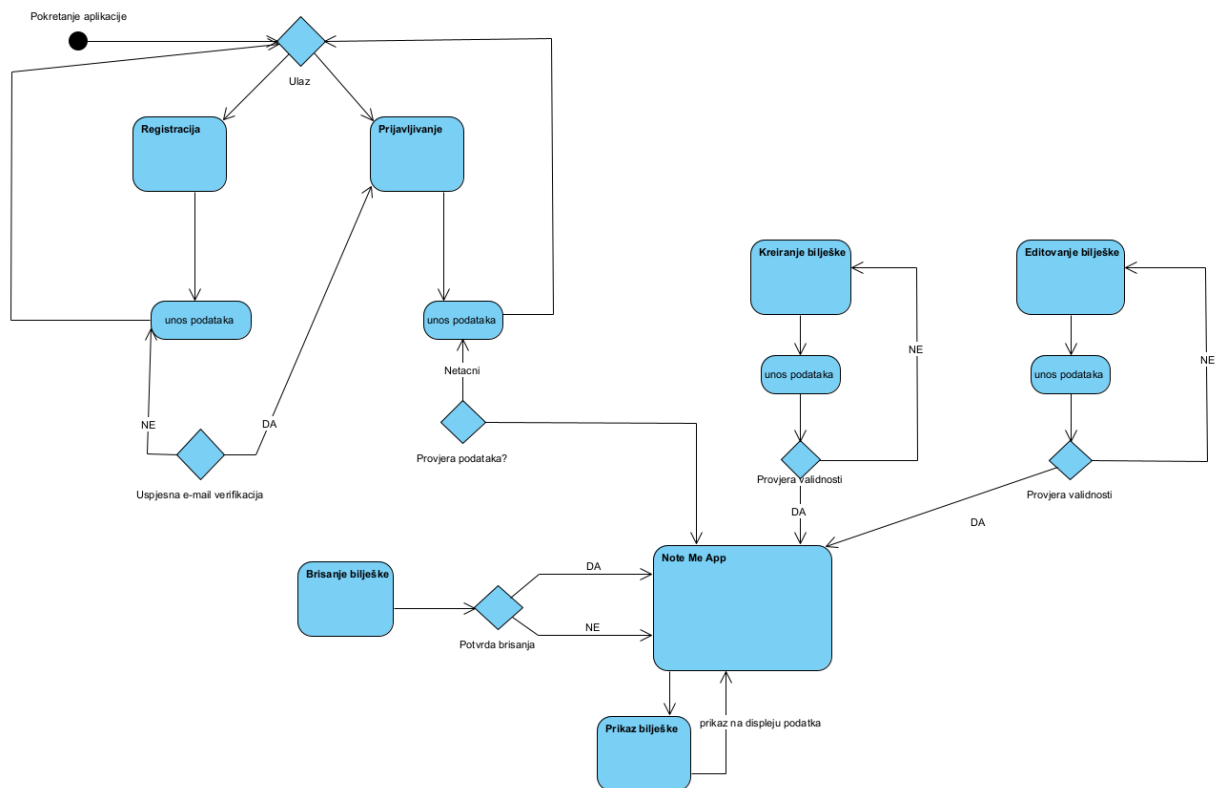 Pokretanje aplikacije
Ulaz
Registracija
Prijavljivanje
Kreiranje bilješke
Editovanje bilješke
unos podataka
unos podataka
NE
NE
Netacni
unos podataka
unos podataka
NE
DA
Provjera podataka?
Provjera validnosti
Uspjesna e-mail verifikacija
Provjera validnosti
DA
DA
Note Me App
Brisanje bilješke
DA
NE
Potvrda brisanja
Prikaz bilješke
prikaz na displeju podatka